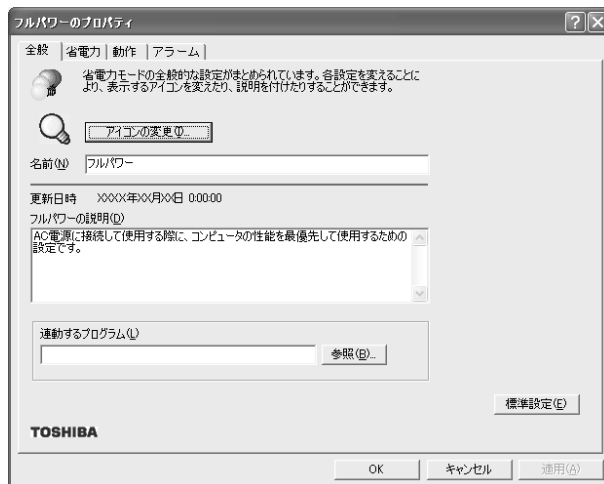 フルパワーのプロパティ
全般 省電力 動作 アラーム
省電力モードの全般的な設定がまとめられています。各設定を変えることに
より、表示するアイコンを変えたり、説明を付けたりすることができます。
アイコンの変更(I)...
名前(N) フルパワー
更新日時 XXXX年XX月XX日 0:00:00
フルパワーの説明(D)
AC電源に接続して使用する際に、コンピュータの性能を最優先して使用するための
設定です。
連動するプログラム(L)
参照(B)...
標準設定(E)
TOSHIBA
OK キャンセル 適用(A)